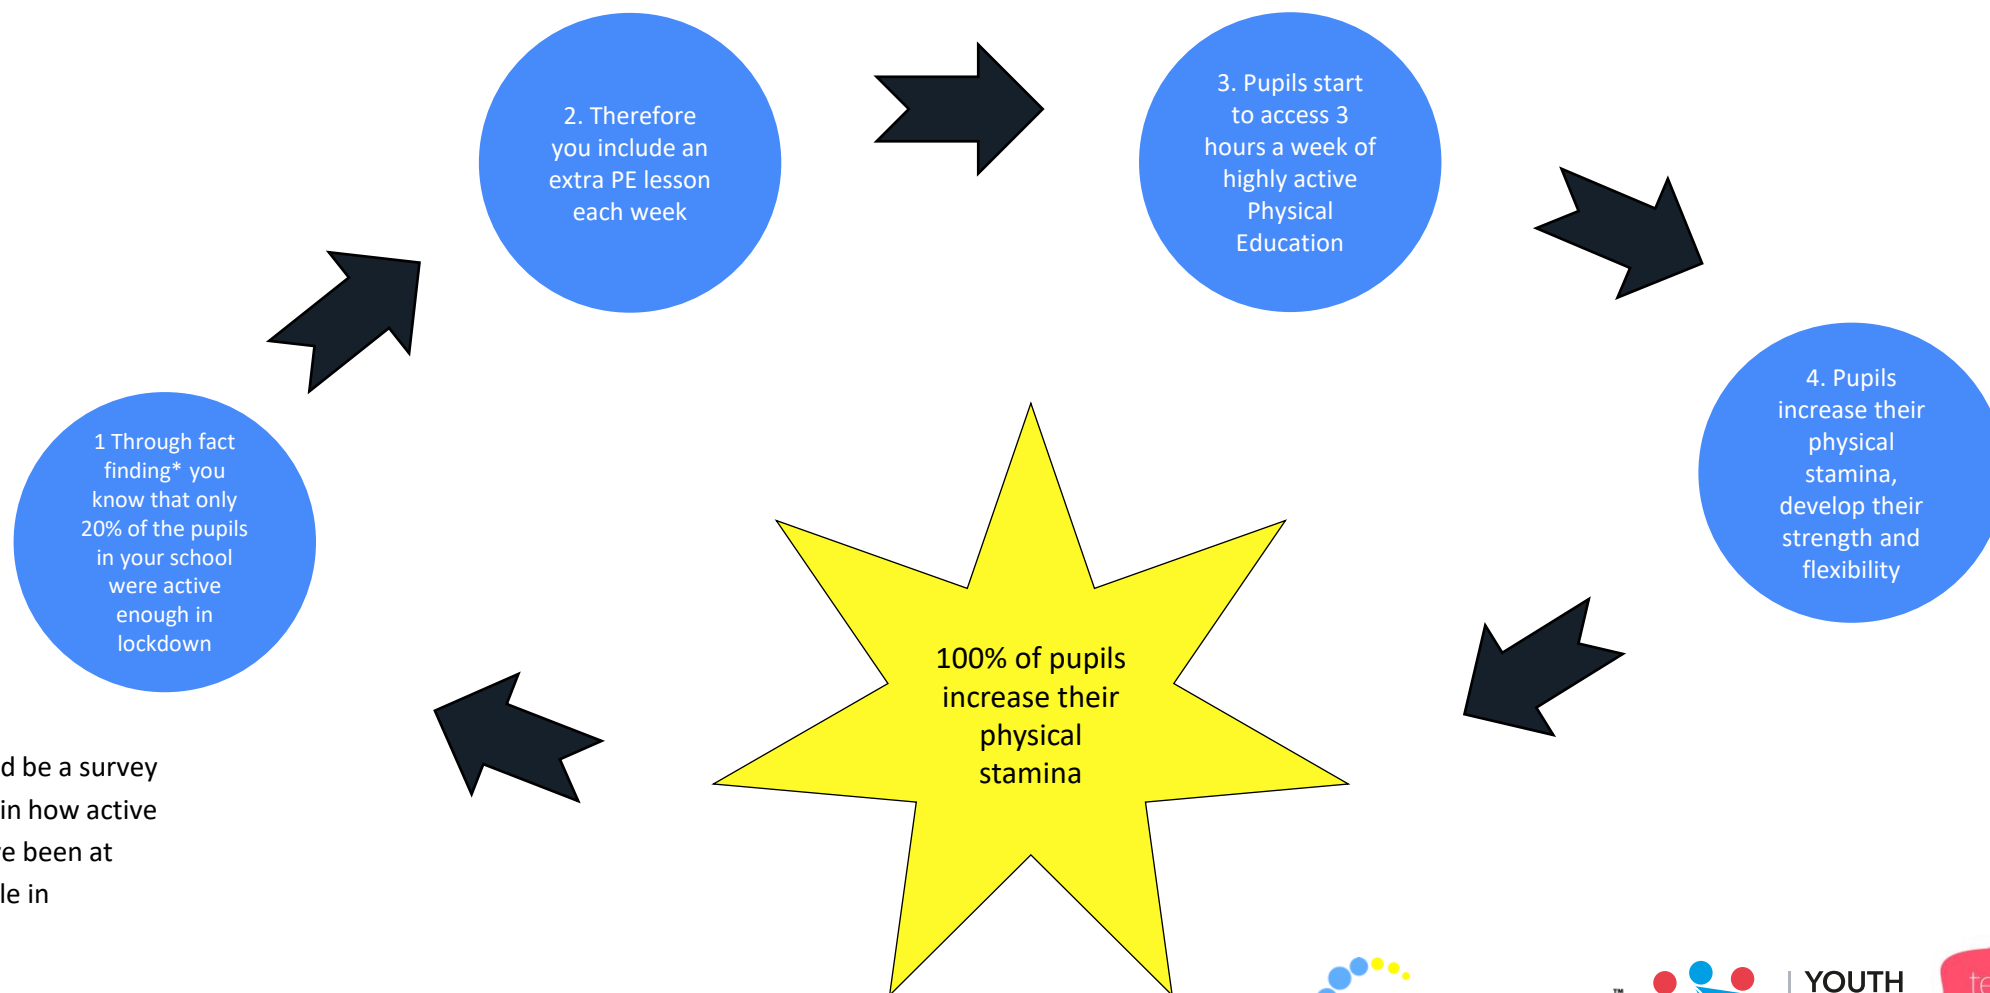 1 Through fact
finding* you
know that only
20% of the pupils
in your school
were active
enough in
lockdown
2. Therefore
you include an
extra PE lesson
each week
3. Pupils start
to access 3
hours a week of
highly active
Physical
Education
4. Pupils
increase their
physical
stamina,
develop their
strength and
flexibility
100% of pupils
increase their
physical
stamina
be a survey
in how active
been at
in
™
YOUTH